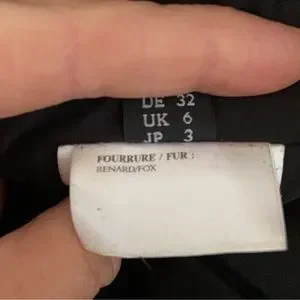 DE 32
UK 6
JP 3
FOURRURE / FUR :
RENARD/FOX